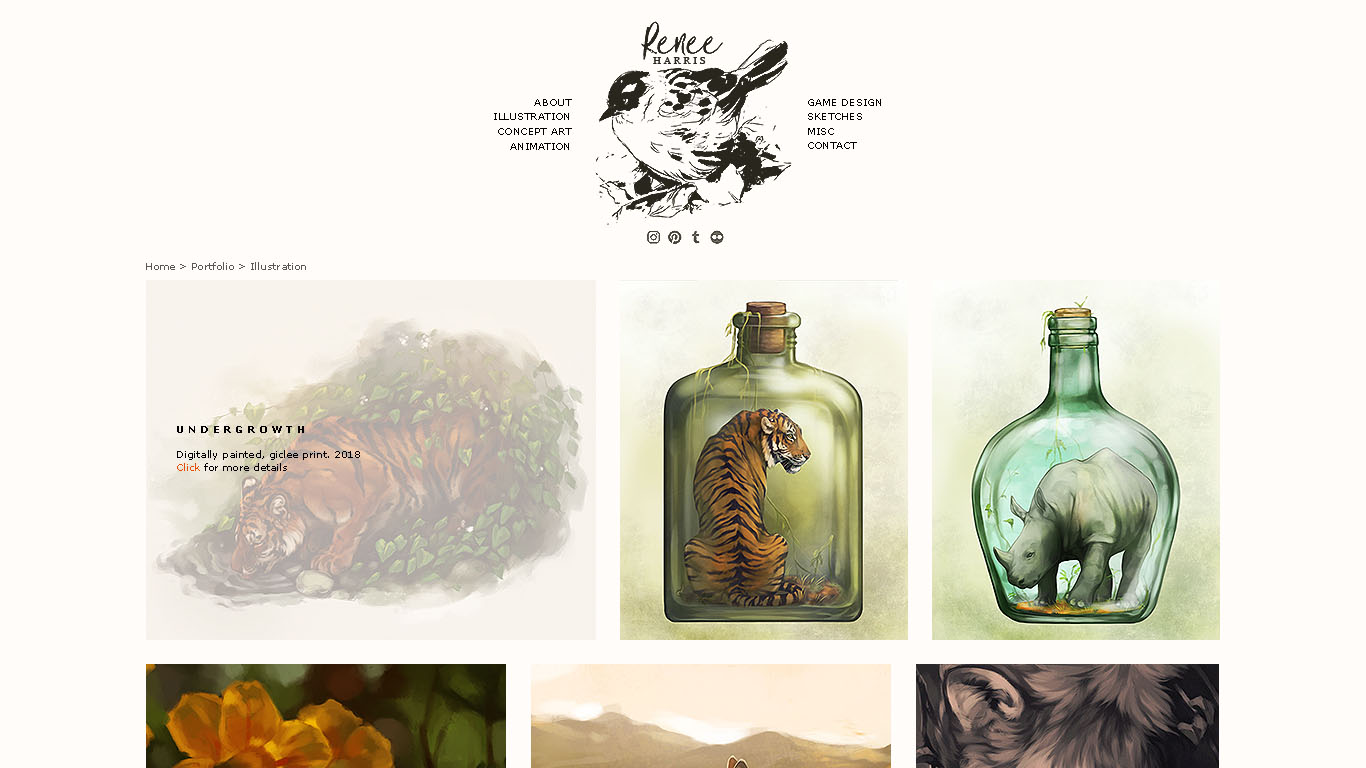 Renee
HARRIS
ABOUT
ILLUSTRATION
CONCEPT ART
ANIMATION
GAME DESIGN
SKETCHES
MISC
CONTACT
Home > Portfolio > Illustration
UNDERGROWTH
Digitally painted, giclee print. 2018
Click for more details